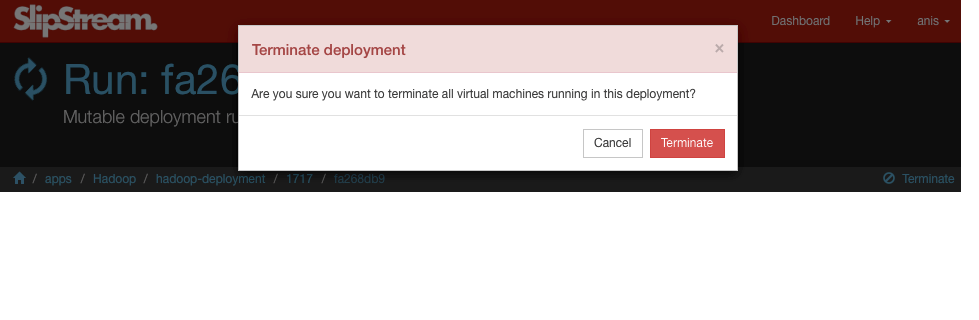 SlipStream.
Dashboard Help anis
Terminate deployment ×
Run: fa26
Are you sure you want to terminate all virtual machines running in this deployment?
Mutable deployment ru
Cancel Terminate
/ apps / Hadoop / hadoop-deployment / 1717 / fa268db9 Terminate